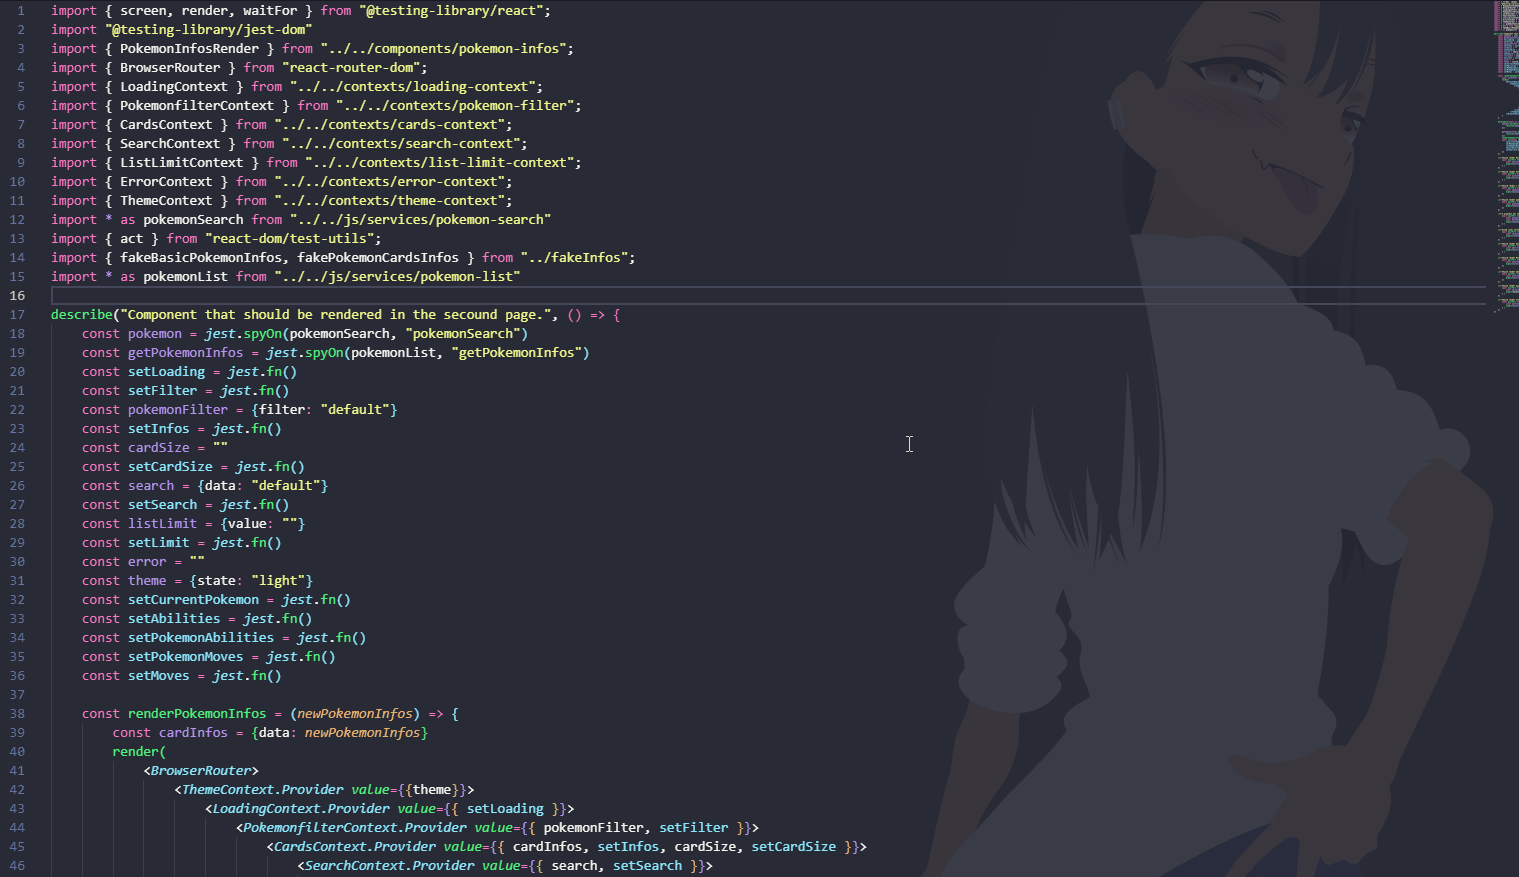 1 import { screen, render, waitFor } from "@testing-library/react";
2 import "@testing-library/jest-dom"
3 import { PokemonInfosRender } from "../../components/pokemon-infos";
4 import { BrowserRouter } from "react-router-dom";
5 import { LoadingContext } from "../../contexts/loading-context";
6 import { PokemonfilterContext } from "../../contexts/pokemon-filter";
7 import { CardsContext } from "../../contexts/cards-context";
8 import { SearchContext } from "../../contexts/search-context";
9 import { ListLimitContext } from "../../contexts/list-limit-context";
10 import { ErrorContext } from "../../contexts/error-context";
11 import { ThemeContext } from "../../contexts/theme-context";
12 import * as pokemonSearch from "../../js/services/pokemon-search"
13 import { act } from "react-dom/test-utils";
14 import { fakeBasicPokemonInfos, fakePokemonCardsInfos } from "../fakeInfos";
15 import * as pokemonList from "../../js/services/pokemon-list"
16
17 describe("Component that should be rendered in the secound page.", () => {
18 const pokemon = jest.spyOn(pokemonSearch, "pokemonSearch")
19 const getPokemonInfos = jest.spyOn(pokemonList, "getPokemonInfos")
20 const setLoading = jest.fn()
21 const setFilter = jest.fn()
22 const pokemonFilter = {filter: "default"}
23 const setInfos = jest.fn()
24 const cardSize = ""
25 const setCardSize = jest.fn()
26 const search = {data: "default"}
27 const setSearch = jest.fn()
28 const listLimit = {value: ""}
29 const setLimit = jest.fn()
30 const error = ""
31 const theme = {state: "light"}
32 const setCurrentPokemon = jest.fn()
33 const setAbilities = jest.fn()
34 const setPokemonAbilities = jest.fn()
35 const setPokemonMoves = jest.fn()
36 const setMoves = jest.fn()
37
38 const renderPokemonInfos = (newPokemonInfos) => {
39 const cardInfos = {data: newPokemonInfos}
40 render(
41 <BrowserRouter>
42 <ThemeContext.Provider value={{theme}}>
43 <LoadingContext.Provider value={{ setLoading }}>
44 <PokemonfilterContext.Provider value={{ pokemonFilter, setFilter }}>
45 <CardsContext.Provider value={{ cardInfos, setInfos, cardSize, setCardSize }}>
46 <SearchContext.Provider value={{ search, setSearch }}>